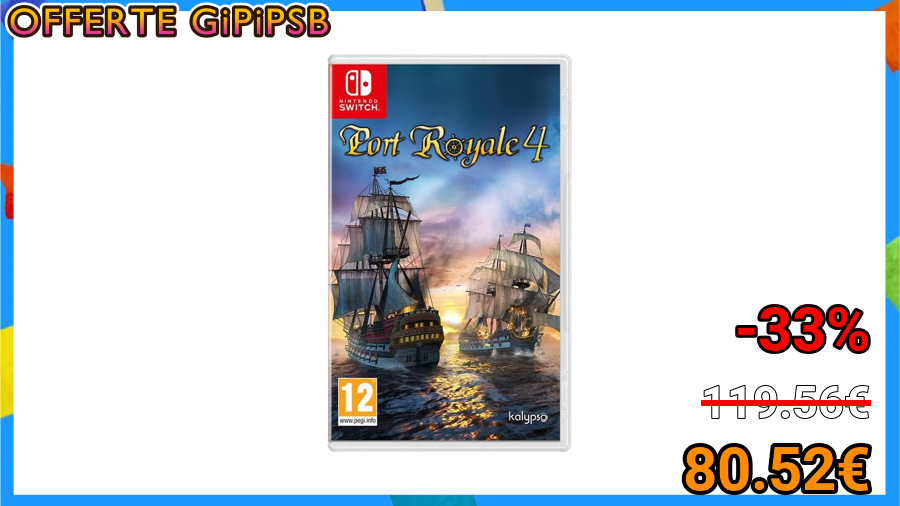 OFFERTE GiPiPSB
NINTENDO
SWITCH.
Port Royale 4
12
www.pegi.info
kalypso
-33%
119.56€
80.52€